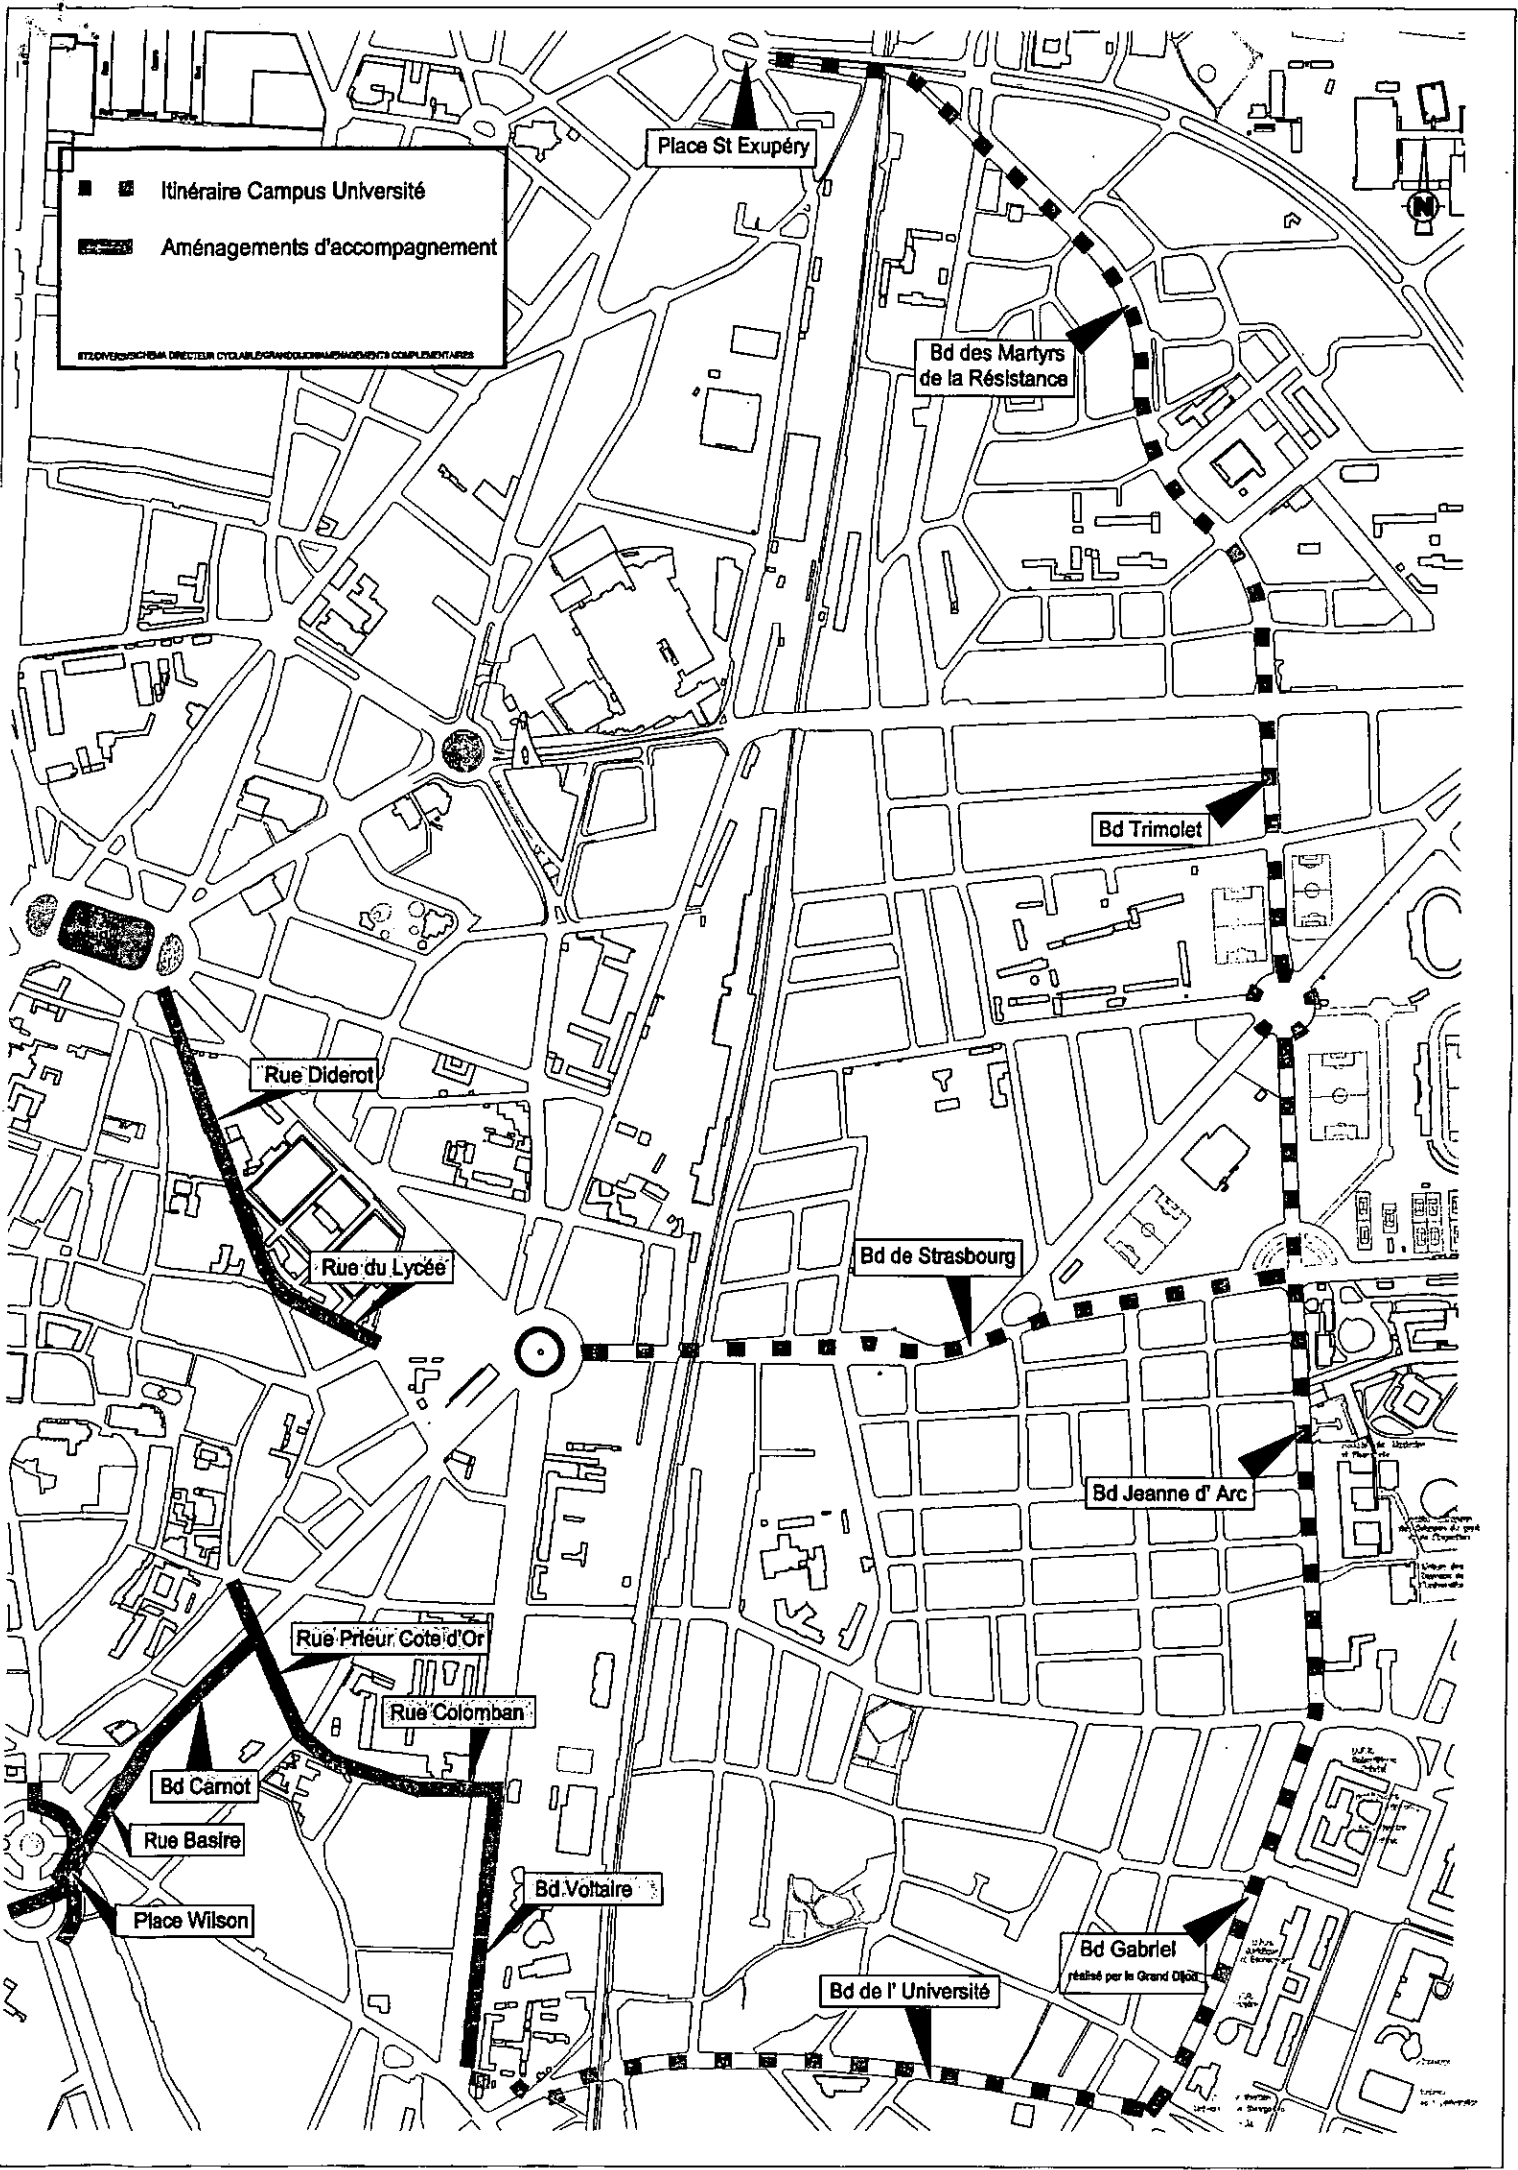 Place St Exupéry
Itinéraire Campus Université
Aménagements d'accompagnement
N
Bd des Martyrs
de la Résistance
Bd Trimolet
Rue Diderot
Rue du Lycée
Bd de Strasbourg
Bd Jeanne d' Arc
Rue Prieur Cote d'Or
Rue Colomban
Bd Carnot
Rue Basire
Bd Voltaire
Place Wilson
Bd Gabriel
réalisé par le Grand Dijon
Bd de l' Université